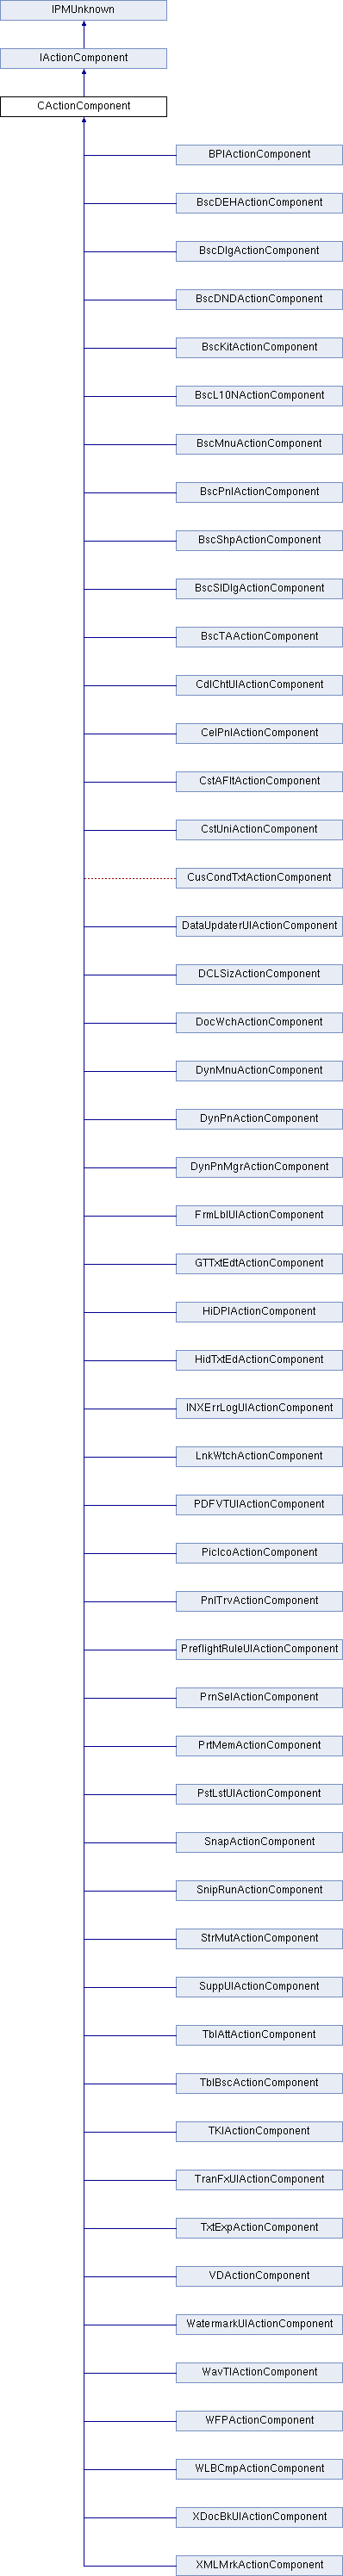 IPMUnknown
IActionComponent
CActionComponent
BPIActionComponent
BscDEHActionComponent
BscDlgActionComponent
BscDNDActionComponent
BscKitActionComponent
BscL10NActionComponent
BscMnuActionComponent
BscPnlActionComponent
BscShpActionComponent
BscSlDlgActionComponent
BscTAActionComponent
CdlChtUIActionComponent
CelPnlActionComponent
CstAFltActionComponent
CstUniActionComponent
CusCondTxtActionComponent
DataUpdaterUIActionComponent
DCLSizActionComponent
DocWchActionComponent
DynMnuActionComponent
DynPnActionComponent
DynPnMgrActionComponent
FrmLblUIActionComponent
GTTxtEdtActionComponent
HiDPIActionComponent
HidTxtEdActionComponent
INXErrLogUIActionComponent
LnkWtchActionComponent
PDFVTUIActionComponent
PicIcoActionComponent
PnlTrvActionComponent
PreflightRuleUIActionComponent
PrnSelActionComponent
PrtMemActionComponent
PstLstUIActionComponent
SnapActionComponent
SnipRunActionComponent
StrMutActionComponent
SuppUIActionComponent
TblAttActionComponent
TblBscActionComponent
TKIActionComponent
TranFxUIActionComponent
TxtExpActionComponent
VDActionComponent
WatermarkUIActionComponent
WavTlActionComponent
WFPActionComponent
WLBCmpActionComponent
XDocBkUIActionComponent
XMLMrkActionComponent